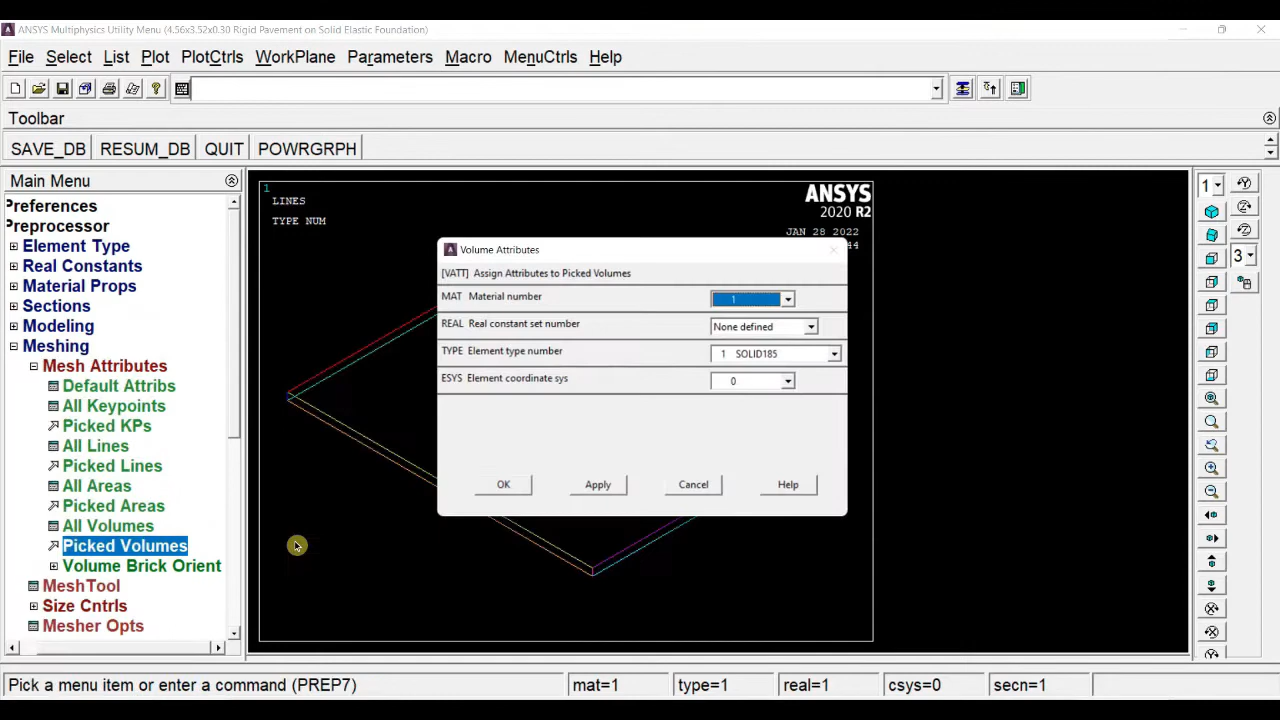 ANSYS Multiphysics Utility Menu (4.56x3.52x0.30 Rigid Pavement on Solid Elastic Foundation)
File Select List Plot PlotCtrls WorkPlane Parameters Macro MenuCtrls Help
Toolbar
SAVE_DB RESUM_DB QUIT POWRGRPH
Main Menu
Preferences
Preprocessor
Element Type
Real Constants
Material Props
Sections
Modeling
Meshing
Mesh Attributes
Default Attribs
All Keypoints
Picked KPs
All Lines
Picked Lines
All Areas
Picked Areas
All Volumes
Picked Volumes
Volume Brick Orient
MeshTool
Size Cntrls
Mesher Opts
1
LINES
TYPE NUM
ANSYS
2020 R2
JAN 28 2022
44
Volume Attributes
[VATT] Assign Attributes to Picked Volumes
MAT Material number 1
REAL Real constant set number None defined
TYPE Element type number 1 SOLID185
ESYS Element coordinate sys 0
OK Apply Cancel Help
1
3
Pick a menu item or enter a command (PREP7) mat=1 type=1 real=1 csys=0 secn=1